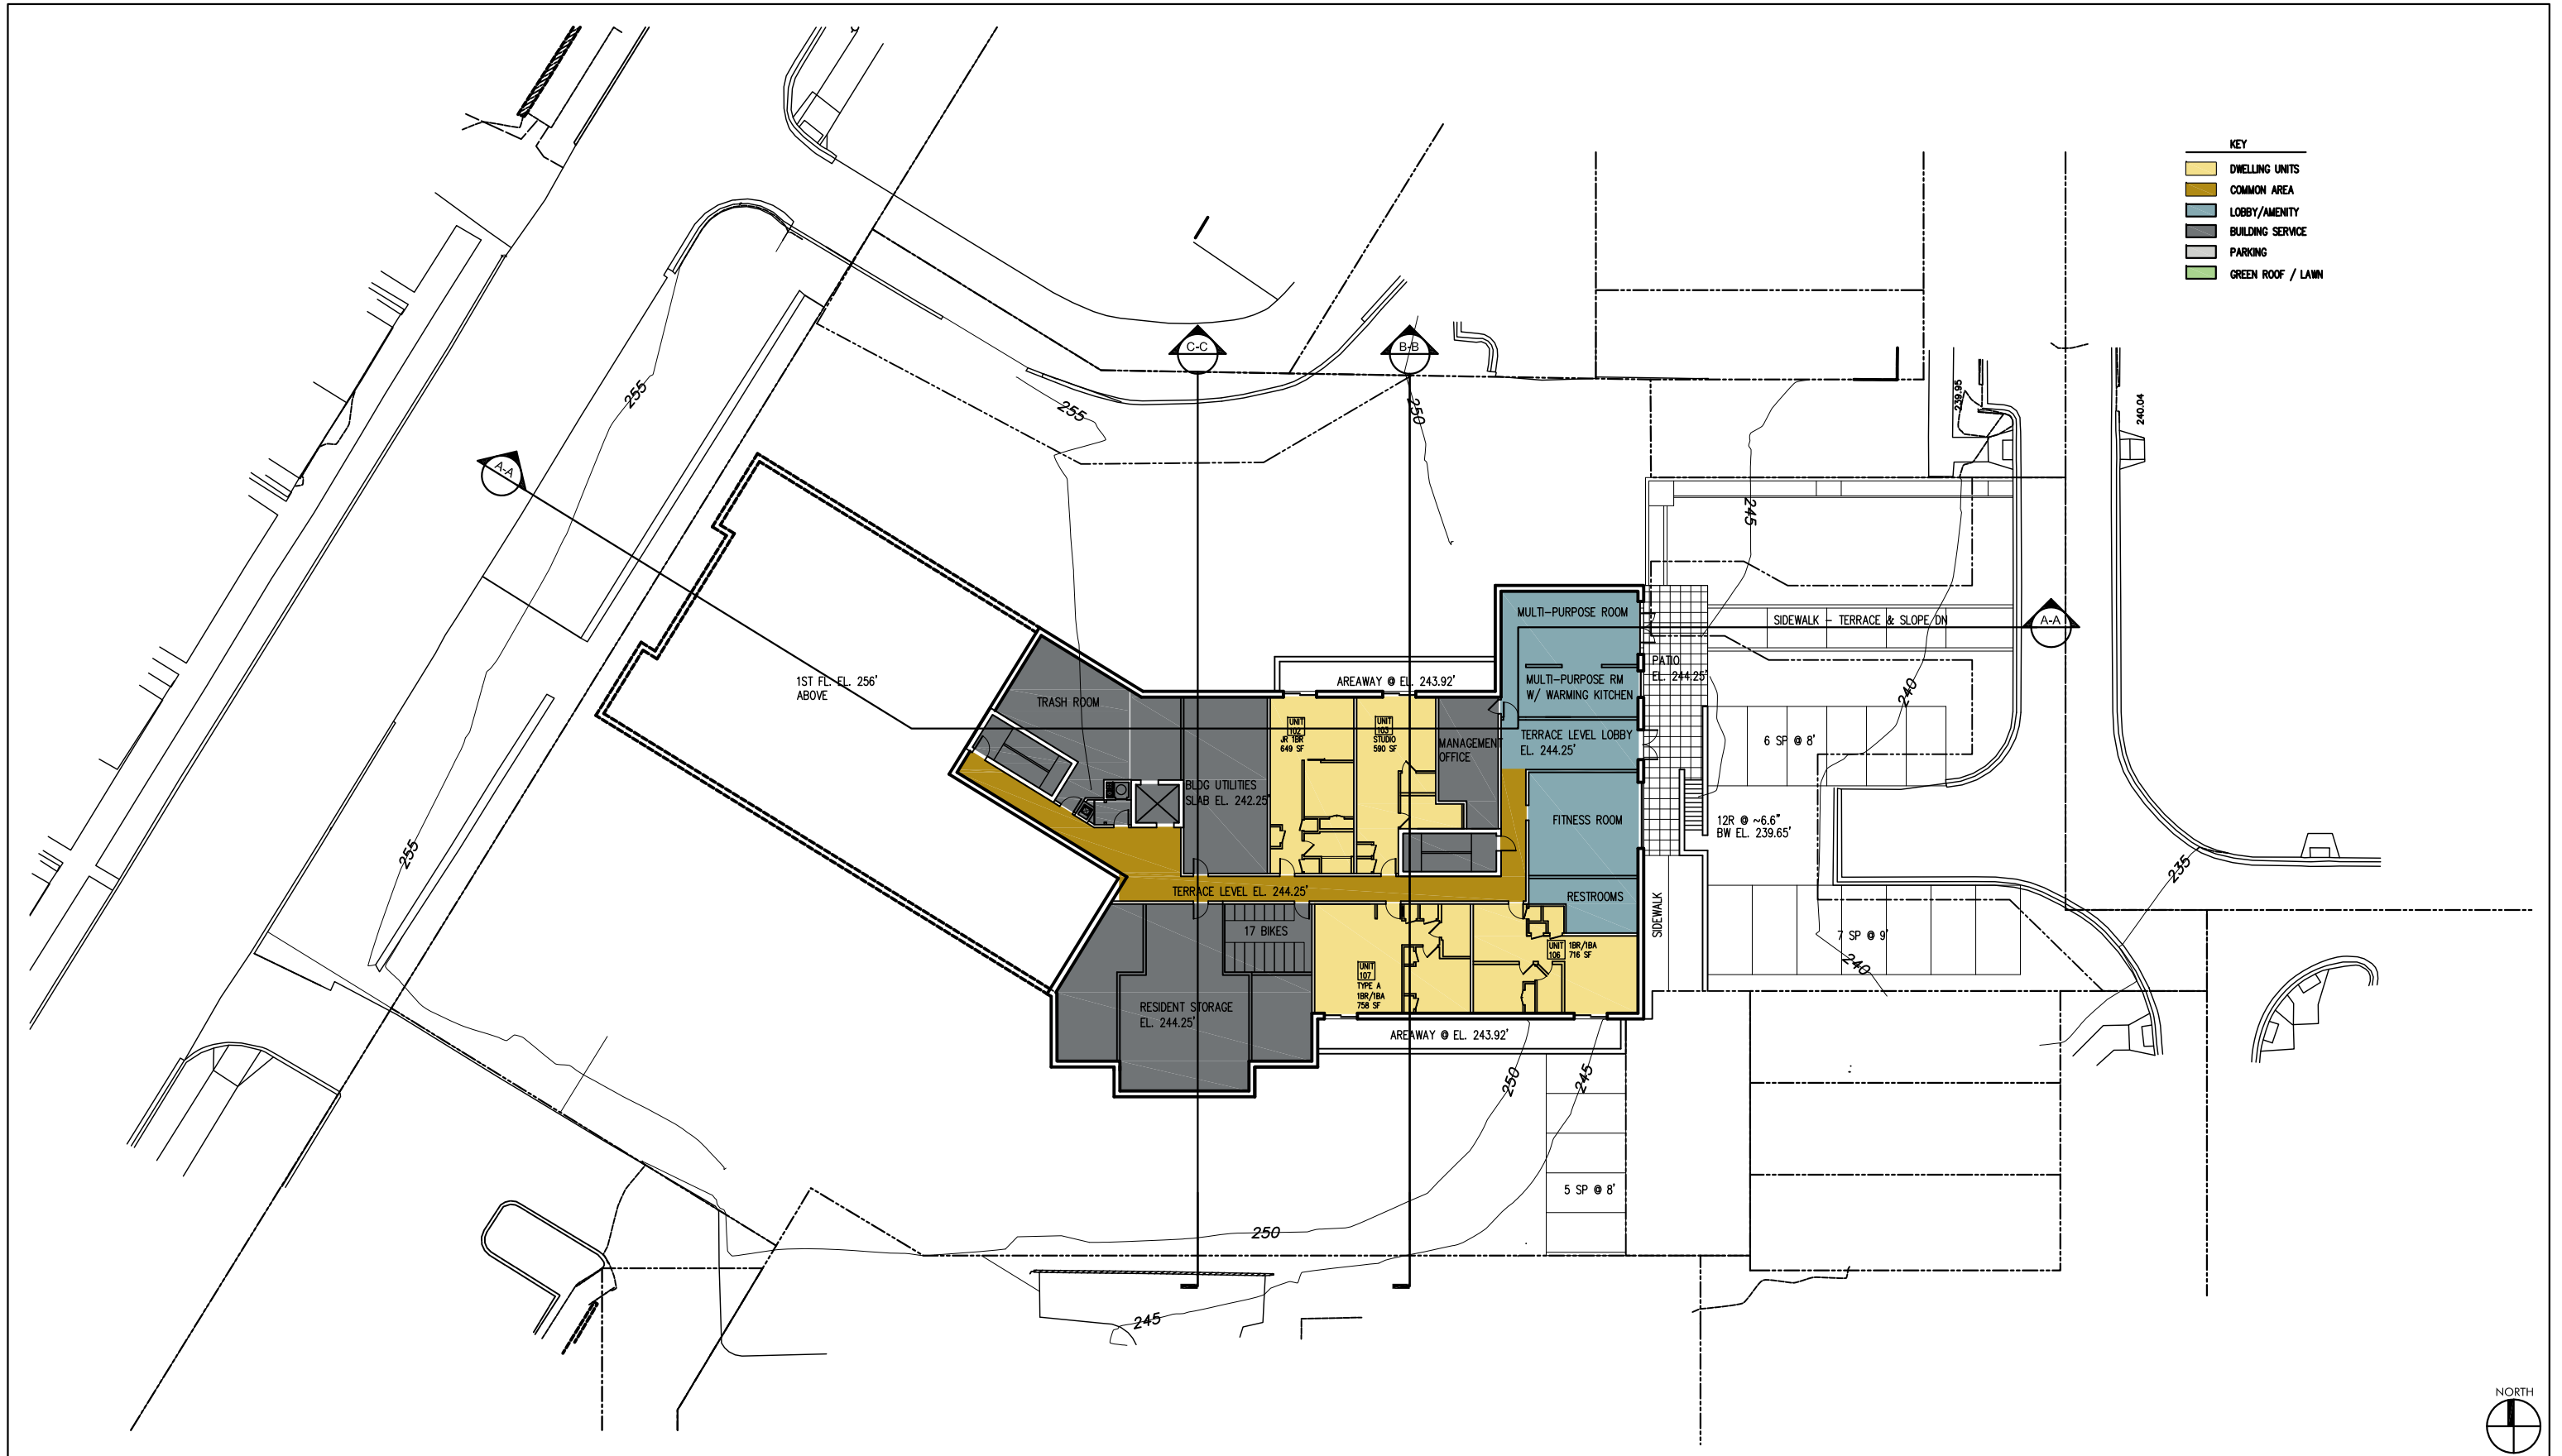 KEY
DWELLING UNITS
COMMON AREA
LOBBY/AMENITY
BUILDING SERVICE
PARKING
GREEN ROOF / LAWN
C-C
B-B
255
255
250
239.95
240.04
A-A
245
MULTI-PURPOSE ROOM
SIDEWALK - TERRACE & SLOPE DN
A-A
1ST FL. EL. 256'
ABOVE
TRASH ROOM
AREAWAY @ EL. 243.92'
MULTI-PURPOSE RM
W/ WARMING KITCHEN
PATIO
EL. 244.25'
240
UNIT
102
JR 1BR
649 SF
UNIT
103
STUDIO
590 SF
MANAGEMENT
OFFICE
TERRACE LEVEL LOBBY
EL. 244.25'
6 SP @ 8'
BLDG UTILITIES
SLAB EL. 242.25'
FITNESS ROOM
12R @ ~6.6"
BW EL. 239.65'
255
235
TERRACE LEVEL EL. 244.25'
RESTROOMS
SIDEWALK
17 BIKES
7 SP @ 9'
240
UNIT
106
1BR/1BA
716 SF
UNIT
107
TYPE A
1BR/1BA
758 SF
RESIDENT STORAGE
EL. 244.25'
AREAWAY @ EL. 243.92'
250
245
5 SP @ 8'
250
245
NORTH